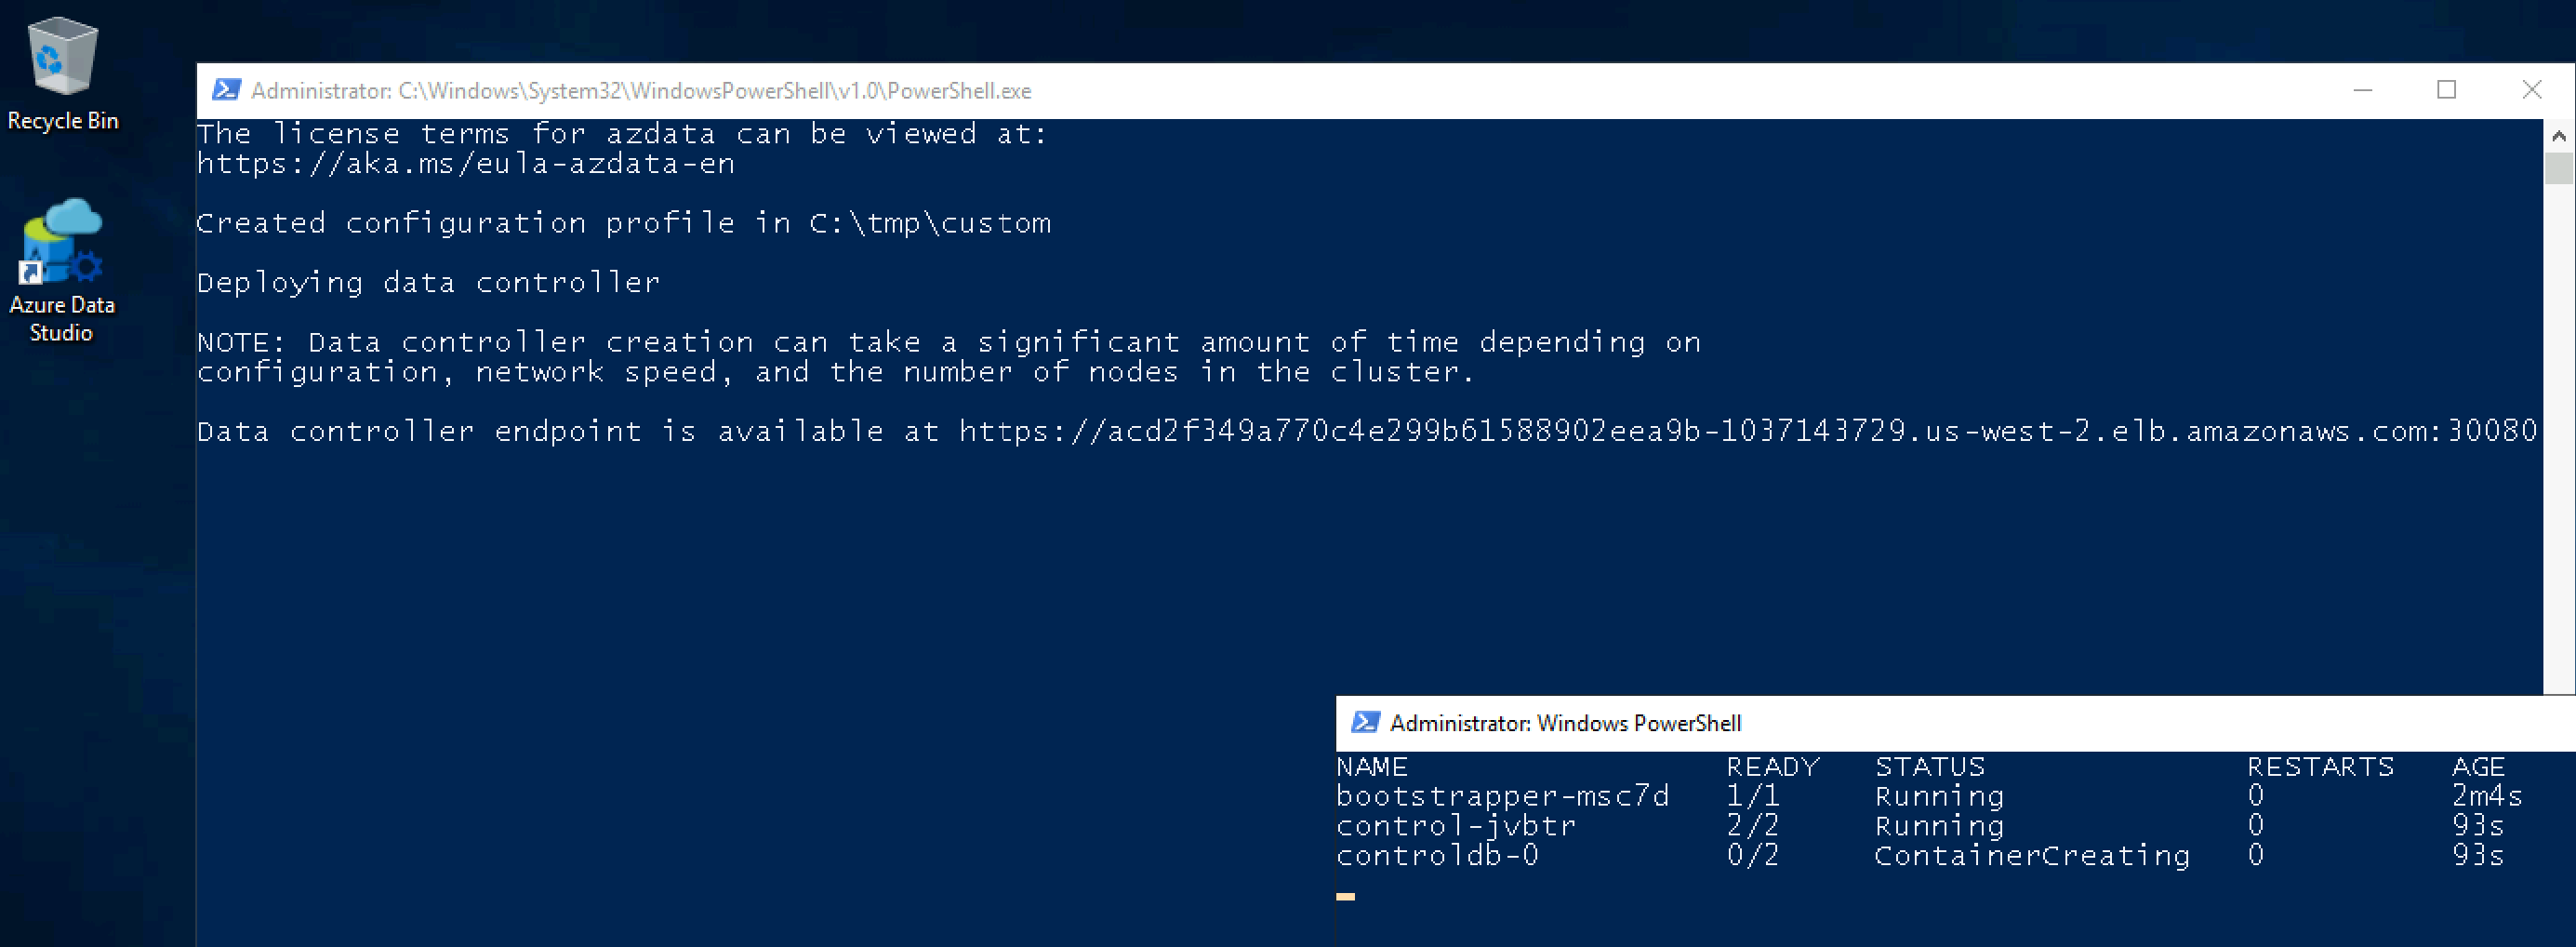 Recycle Bin
Azure Data
Studio
Administrator: C:\Windows\System32\WindowsPowerShell\v1.0\PowerShell.exe
The license terms for azdata can be viewed at:
https://aka.ms/eula-azdata-en
Created configuration profile in C:\tmp\custom
Deploying data controller
NOTE: Data controller creation can take a significant amount of time depending on
configuration, network speed, and the number of nodes in the cluster.
Data controller endpoint is available at https://acd2f349a770c4e299b61588902eea9b-1037143729.us-west-2.elb.amazonaws.com:30080
Administrator: Windows PowerShell
NAME READY STATUS RESTARTS AGE
bootstrapper-msc7d 1/1 Running 0 2m4s
control-jvbtr 2/2 Running 0 93s
controldb-0 0/2 ContainerCreating 0 93s